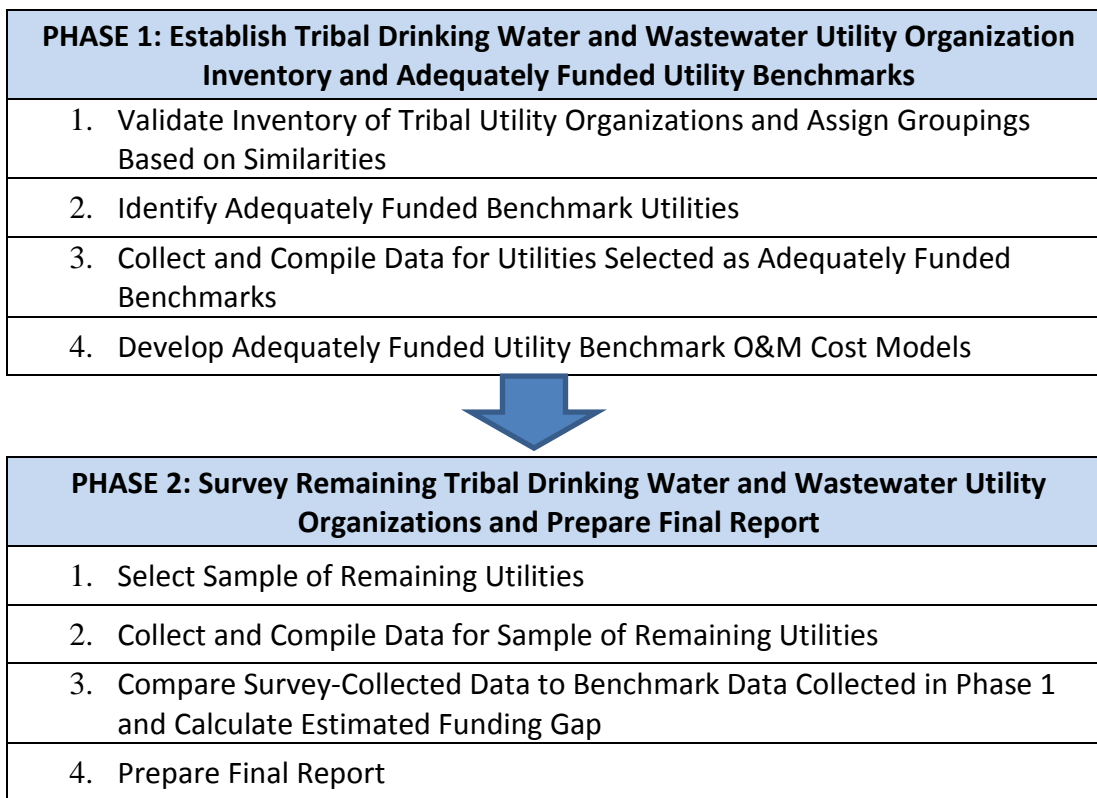 PHASE 1: Establish Tribal Drinking Water and Wastewater Utility Organization
Inventory and Adequately Funded Utility Benchmarks
1. Validate Inventory of Tribal Utility Organizations and Assign Groupings
Based on Similarities
2. Identify Adequately Funded Benchmark Utilities
3. Collect and Compile Data for Utilities Selected as Adequately Funded
Benchmarks
4. Develop Adequately Funded Utility Benchmark O&M Cost Models
PHASE 2: Survey Remaining Tribal Drinking Water and Wastewater Utility
Organizations and Prepare Final Report
1. Select Sample of Remaining Utilities
2. Collect and Compile Data for Sample of Remaining Utilities
3. Compare Survey-Collected Data to Benchmark Data Collected in Phase 1
and Calculate Estimated Funding Gap
4. Prepare Final Report